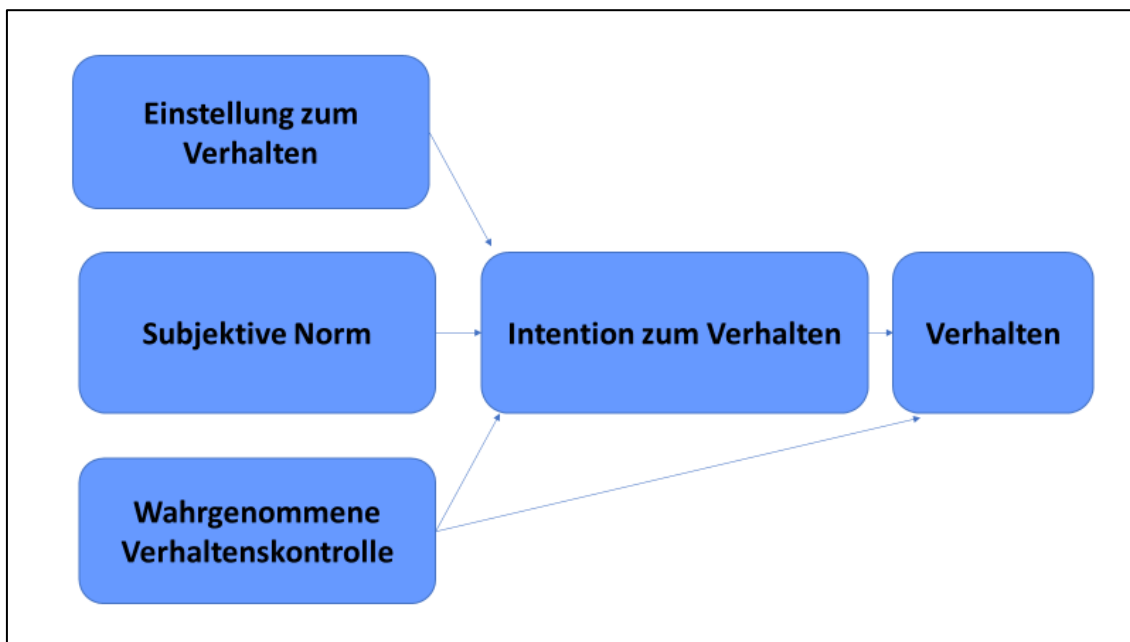 Einstellung zum
Verhalten
Subjektive Norm
Intention zum Verhalten
Verhalten
Wahrgenommene
Verhaltenskontrolle